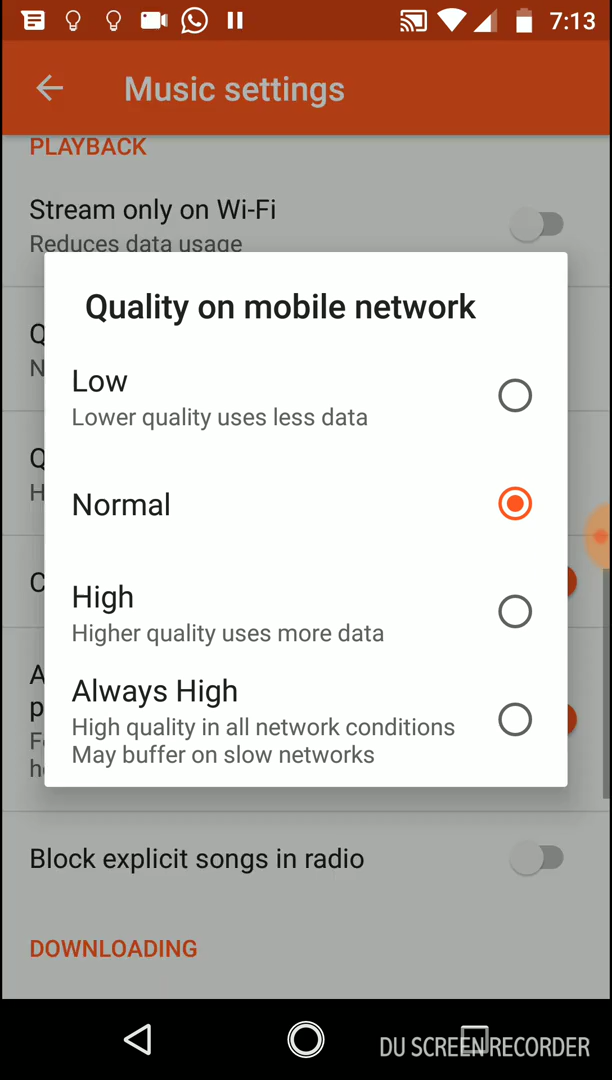 7:13
Music settings
PLAYBACK
Stream only on Wi-Fi
Reduces data usage
Quality on mobile network
Low
Lower quality uses less data
Normal
High
Higher quality uses more data
Always High
High quality in all network conditions
May buffer on slow networks
Block explicit songs in radio
DOWNLOADING
DU SCREEN RECORDER